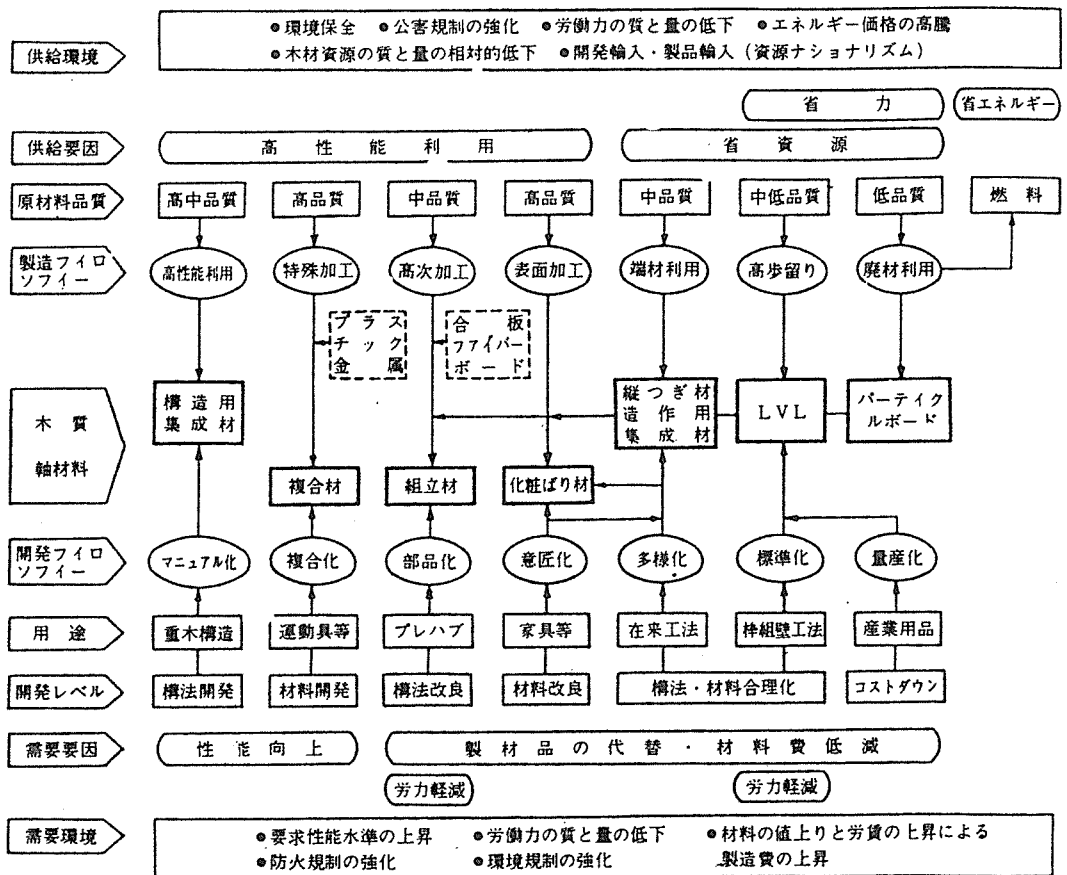 供給環境
●環境保全 ●公害規制の強化 ●労働力の質と量の低下 ●エネルギー価格の高騰
●木材資源の質と量の相対的低下 ●開発輸入・製品輸入（資源ナショナリズム）
省力
省エネルギー
供給要因
高性能利用
省資源
原材料品質
高中品質
高品質
中品質
高品質
中品質
中低品質
低品質
燃料
製造フィロ
ソフィー
高性能利用
特殊加工
高次加工
表面加工
端材利用
高歩留り
廃材利用
プラス
チック
金属
合板
ファイバー
ボード
木質
軸材料
構造用
集成材
縦つぎ材
造作用
集成材
LVL
パーティク
ルボード
複合材
組立材
化粧ばり材
開発フィロ
ソフィー
マニュアル化
複合化
部品化
意匠化
多様化
標準化
量産化
用途
重木構造
運動具等
プレハブ
家具等
在来工法
枠組壁工法
産業用品
開発レベル
構法開発
材料開発
構法改良
材料改良
構法・材料合理化
コストダウン
需要要因
性能向上
製材品の代替・材料費低減
労力軽減
労力軽減
需要環境
●要求性能水準の上昇 ●労働力の質と量の低下 ●材料の値上りと労賃の上昇による
●防火規制の強化 ●環境規制の強化 製造費の上昇